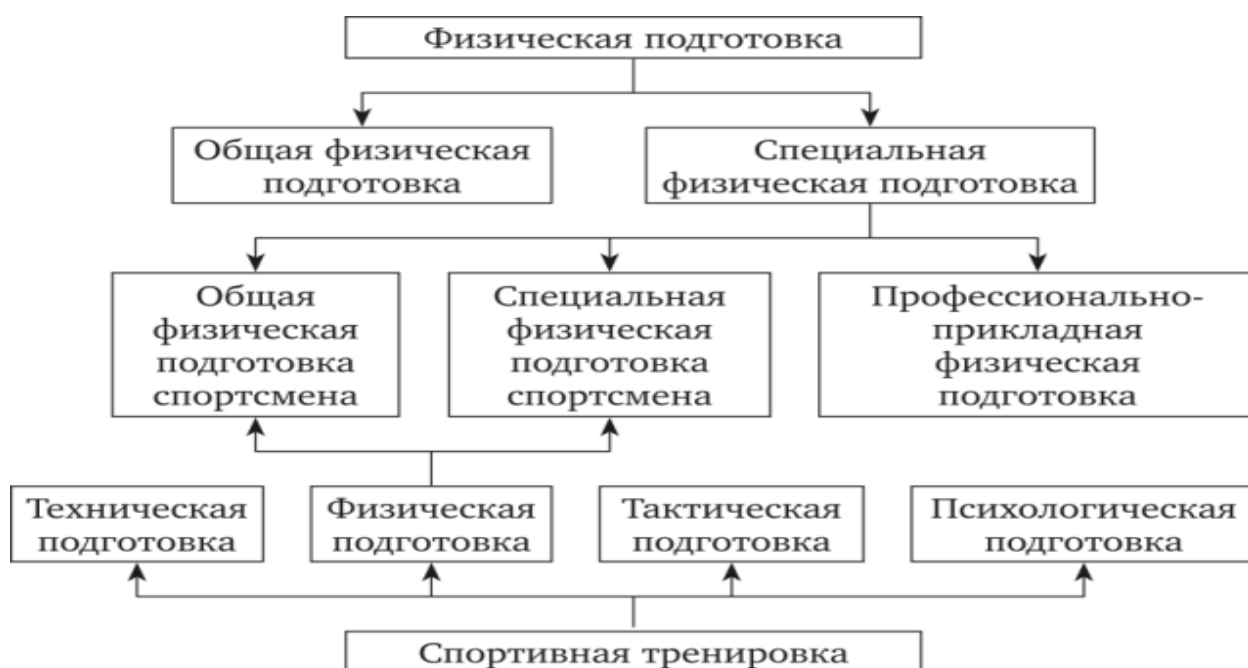 Физическая подготовка
Общая физическая
подготовка
Специальная
физическая подготовка
Общая
физическая
подготовка
спортсмена
Специальная
физическая
подготовка
спортсмена
Профессионально-
прикладная
физическая
подготовка
Техническая
подготовка
Физическая
подготовка
Тактическая
подготовка
Психологическая
подготовка
Спортивная тренировка